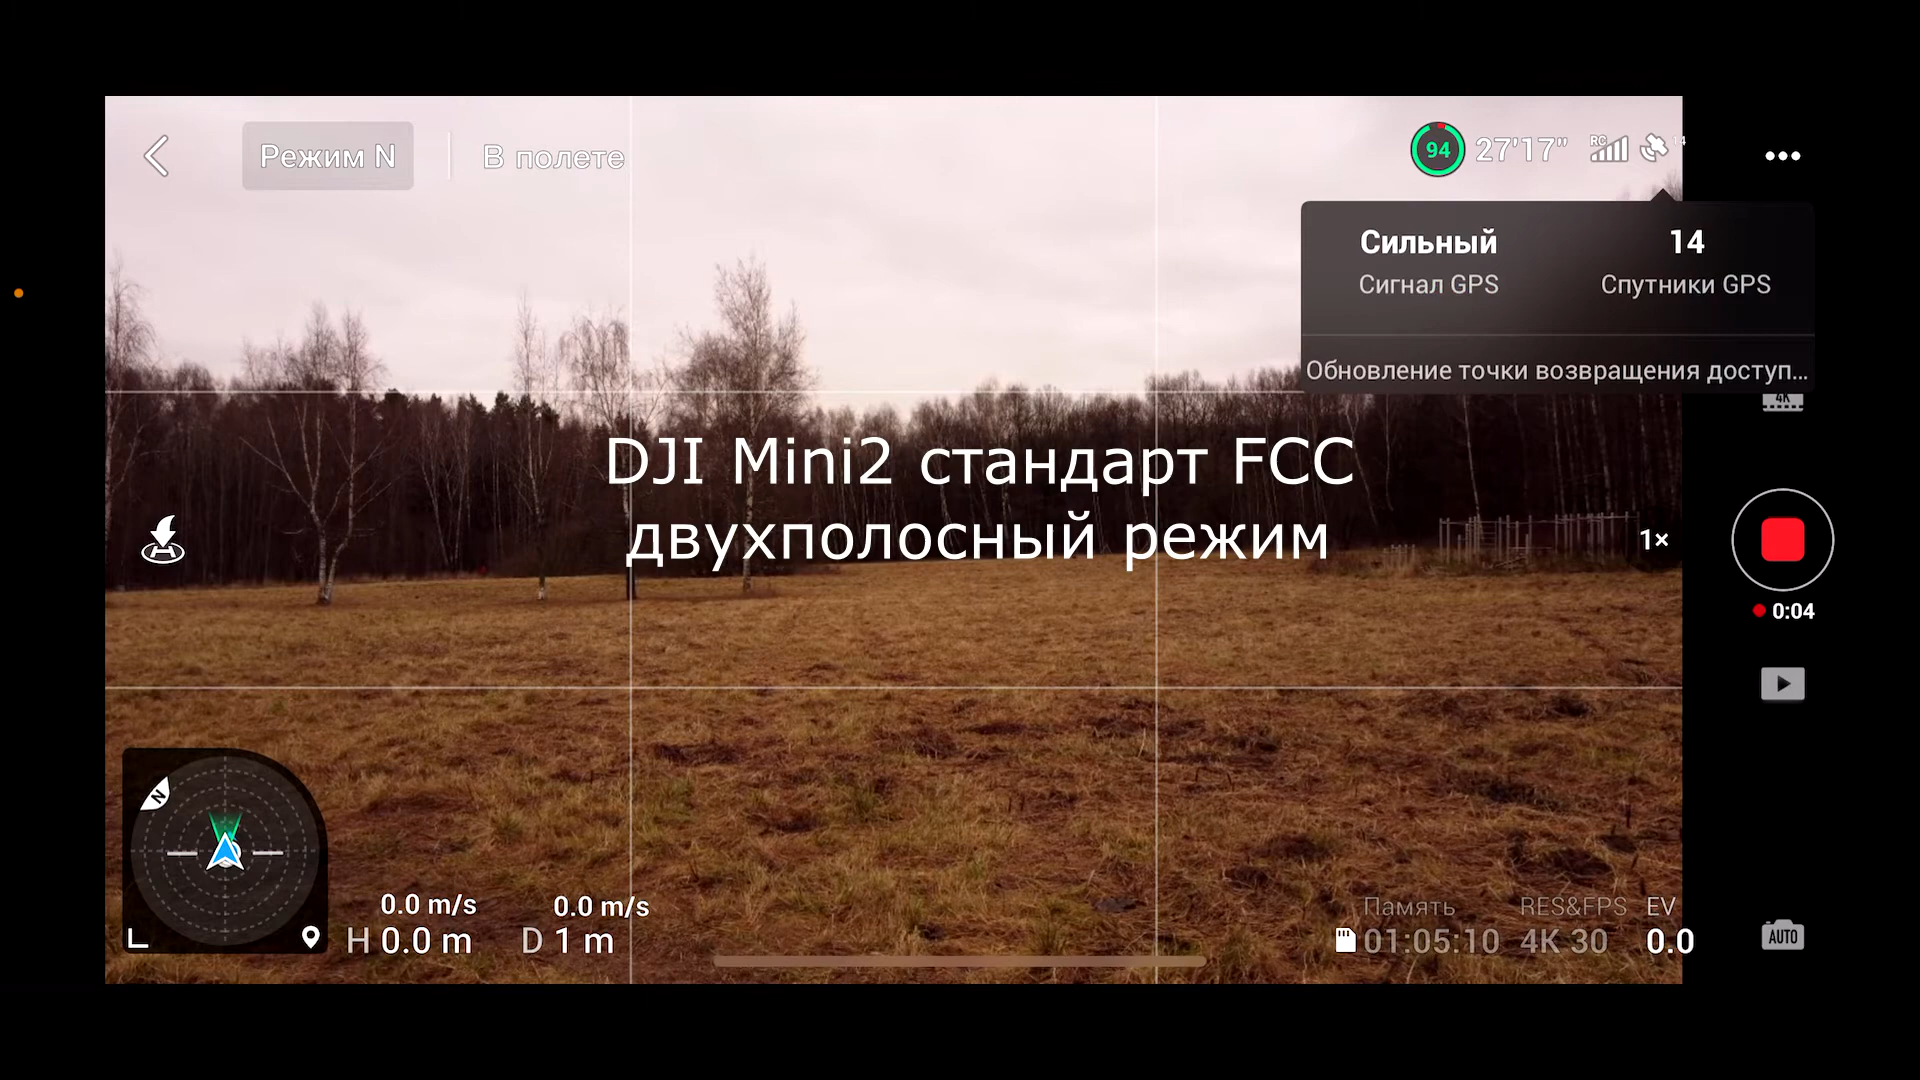 Режим N
В полете
94
27'17"
RC
14
Сильный
14
Сигнал GPS
Спутники GPS
Обновление точки возвращения доступ...
4K
DJI Mini2 стандарт FCC
двухполосный режим
1×
0:04
N
0.0 m/s
0.0 m/s
H 0.0 m
D 1 m
Память
RES&FPS
EV
01:05:10
4K 30
0.0
AUTO